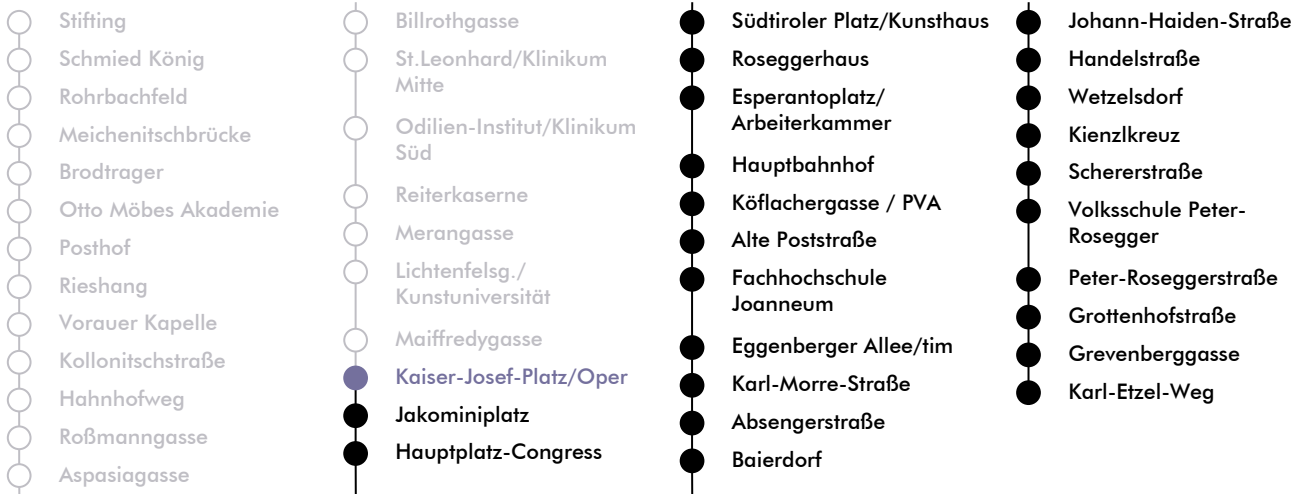 Stifting
Schmied König
Rohrbachfeld
Meichenitschbrücke
Brodtrager
Otto Möbes Akademie
Posthof
Rieshang
Vorauer Kapelle
Kollonitschstraße
Hahnhofweg
Roßmanngasse
Aspasiagasse
Billrothgasse
St.Leonhard/Klinikum
Mitte
Odilien-Institut/Klinikum
Süd
Reiterkaserne
Merangasse
Lichtenfelsg./
Kunstuniversität
Maiffredygasse
Kaiser-Josef-Platz/Oper
Jakominiplatz
Hauptplatz-Congress
Südtiroler Platz/Kunsthaus
Roseggerhaus
Esperantoplatz/
Arbeiterkammer
Hauptbahnhof
Köflachergasse / PVA
Alte Poststraße
Fachhochschule
Joanneum
Eggenberger Allee/tim
Karl-Morre-Straße
Absengerstraße
Baierdorf
Johann-Haiden-Straße
Handelstraße
Wetzelsdorf
Kienzlkreuz
Schererstraße
Volksschule Peter-
Rosegger
Peter-Roseggerstraße
Grottenhofstraße
Grevenberggasse
Karl-Etzel-Weg